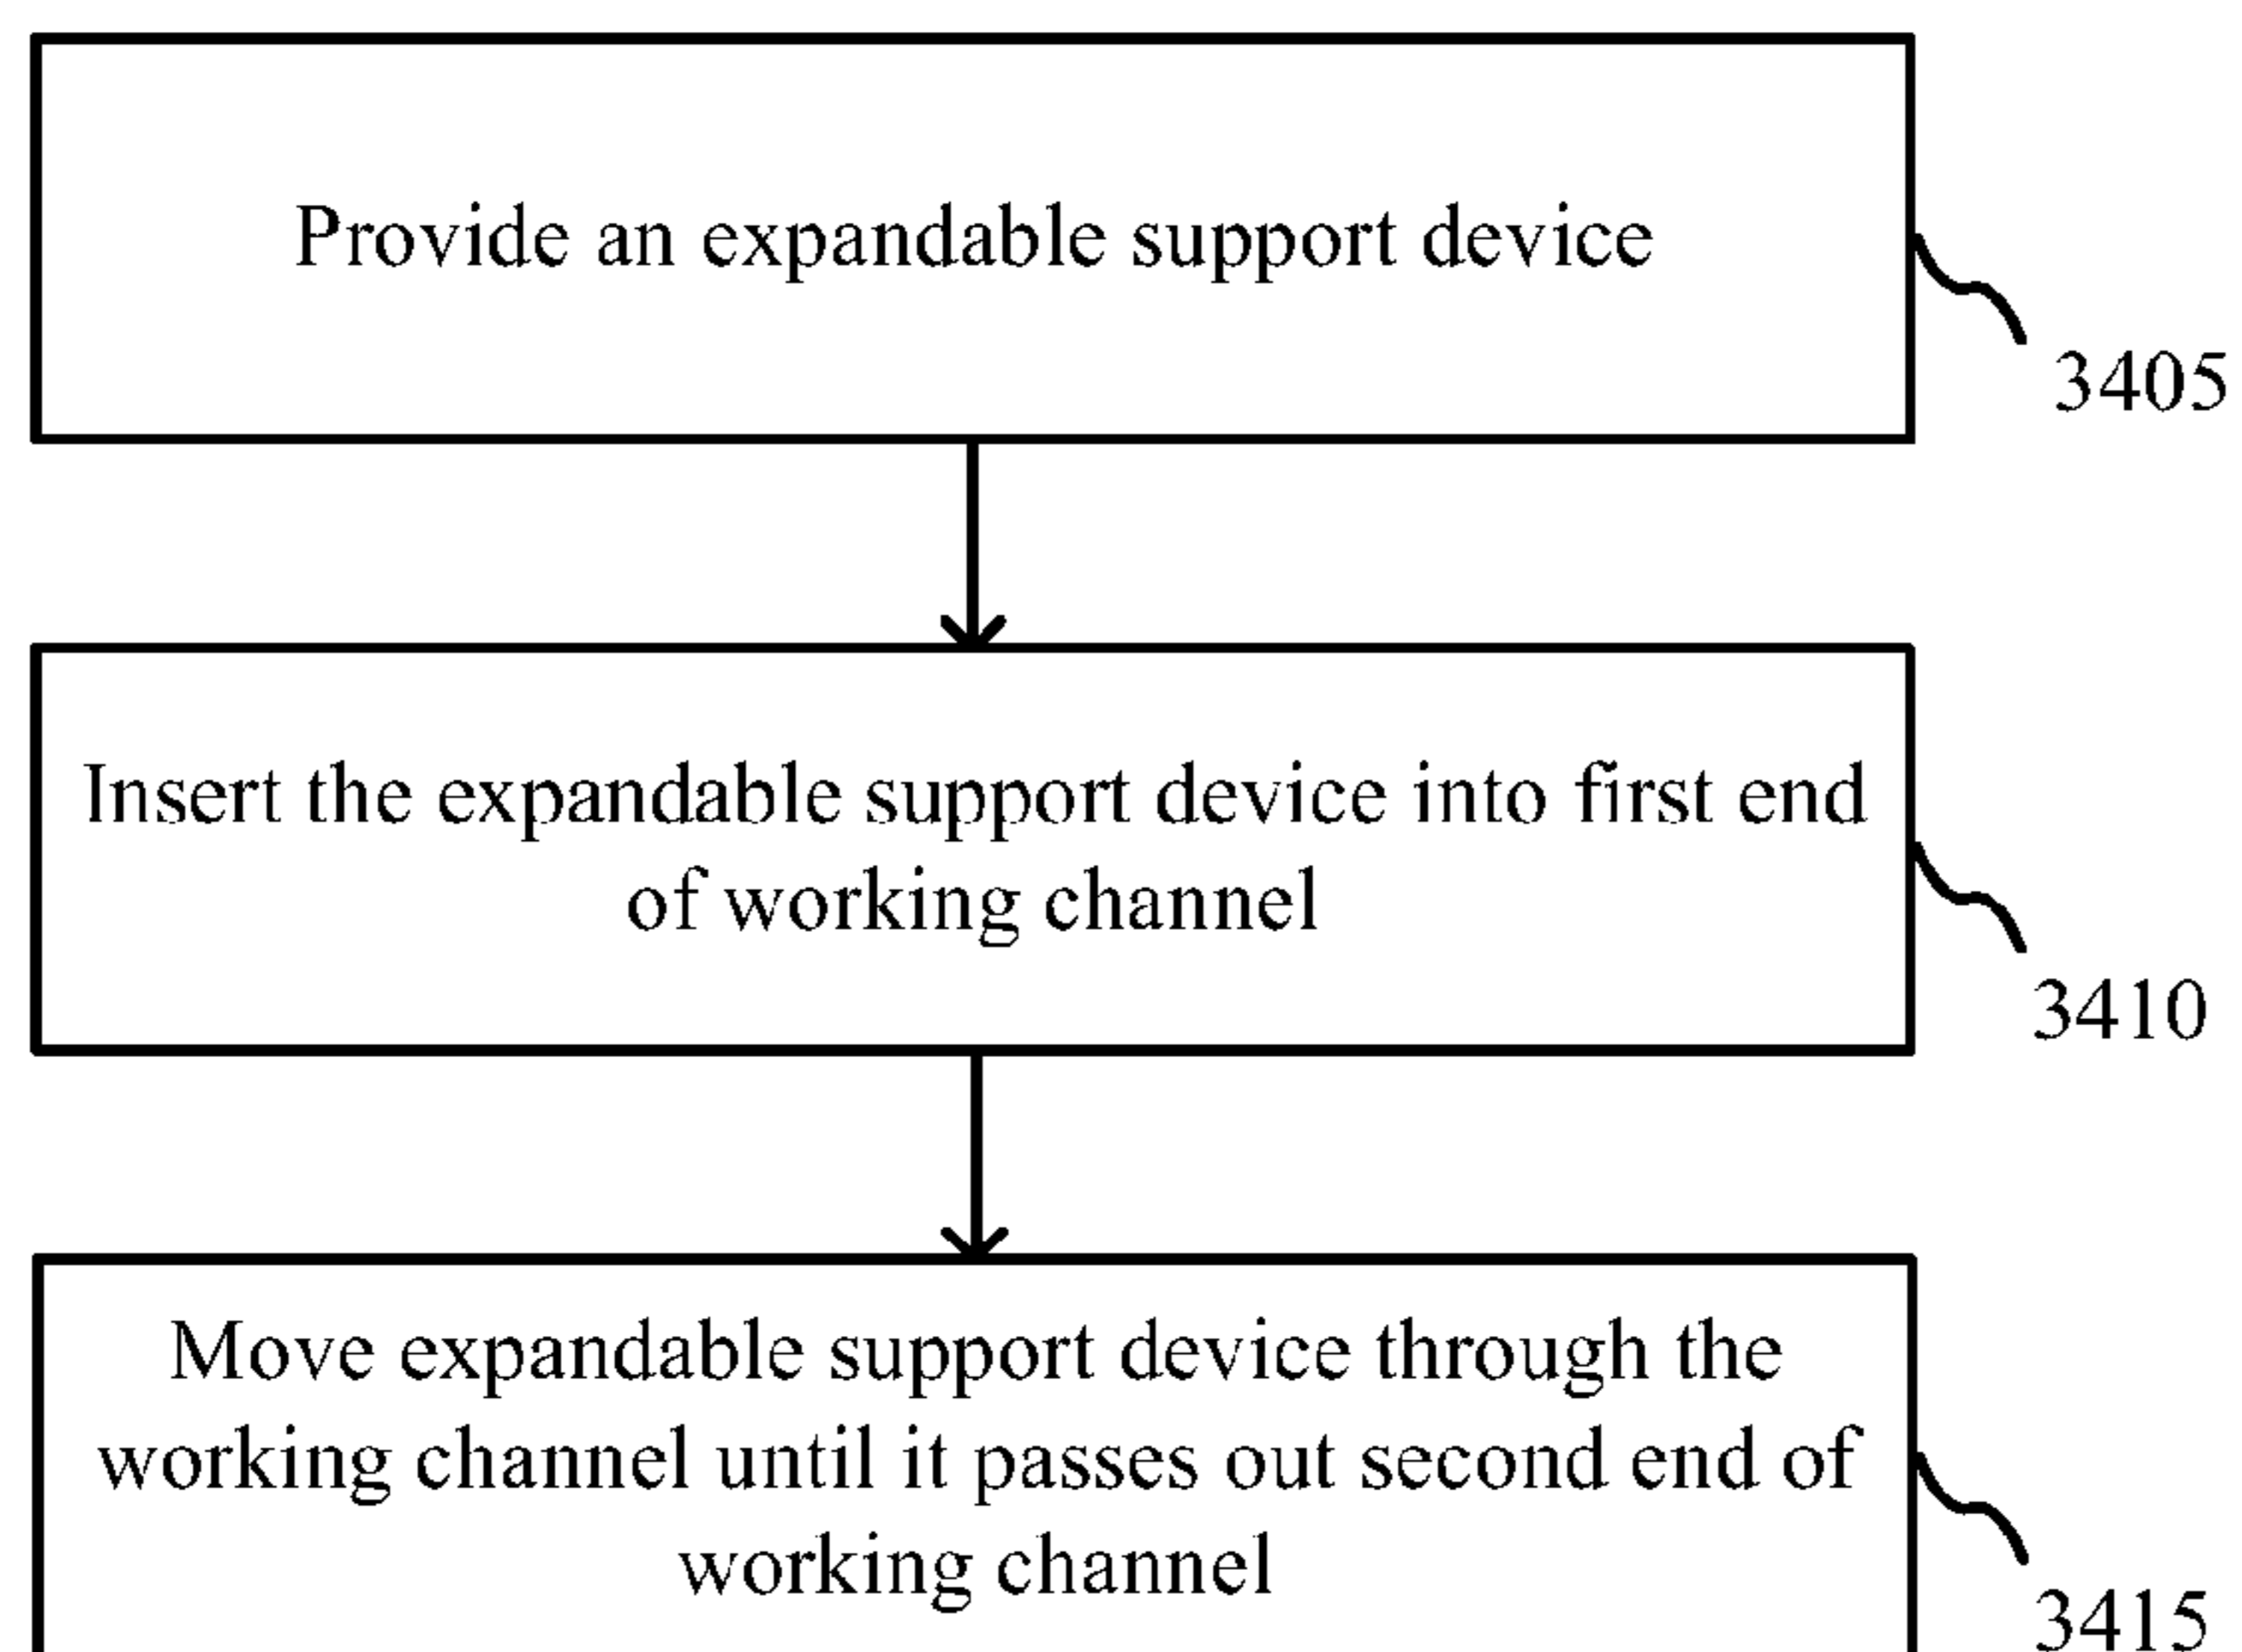 Provide an expandable support device
3405
Insert the expandable support device into first end
of working channel
3410
Move expandable support device through the
working channel until it passes out second end of
working channel
3415